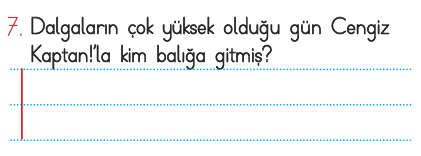 7. Dalgaların çok yüksek olduğu gün Cengiz
Kaptan!'la kim balığa gitmiş?